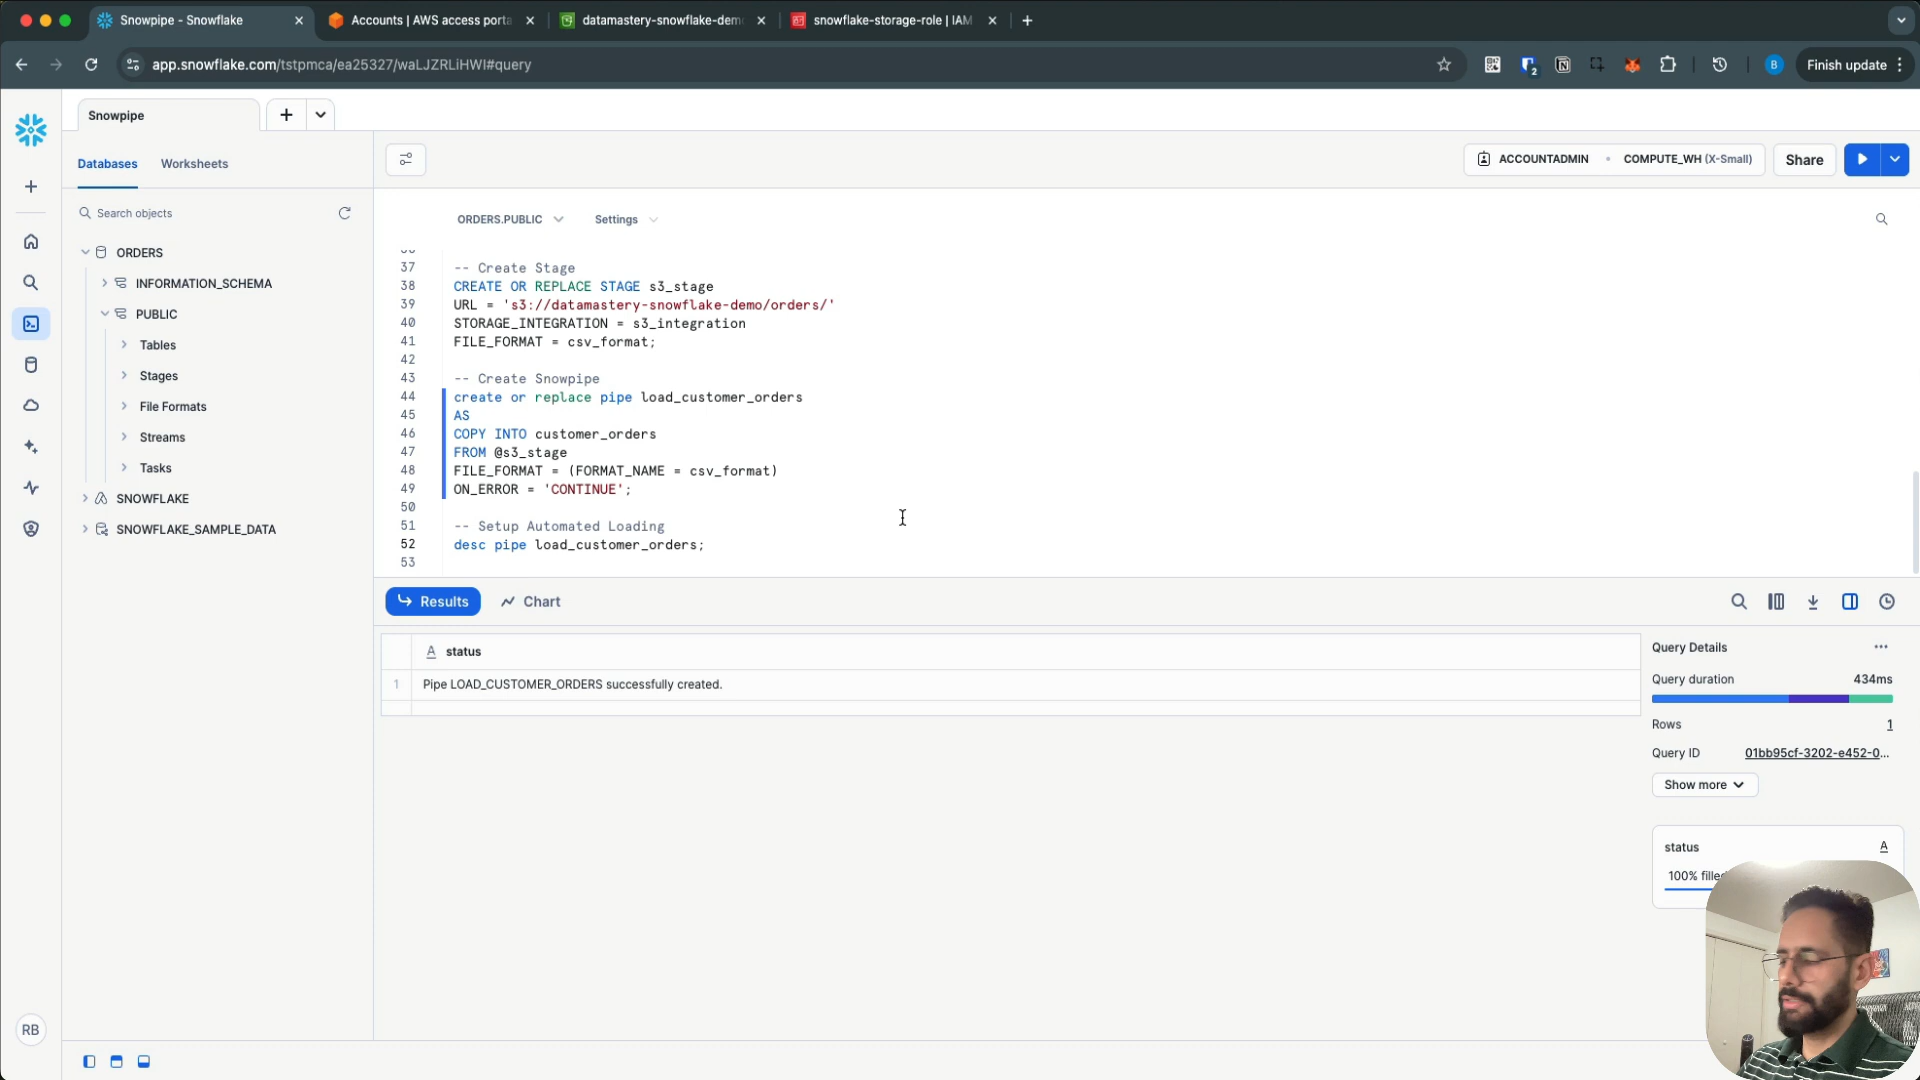 Snowpipe - Snowflake
Accounts | AWS access porta
datamastery-snowflake-demo
snowflake-storage-role | IAM
app.snowflake.com/tstpmca/ea25327/waLJZRLiHWI#query
2
B
Finish update
Snowpipe
Databases
Worksheets
ACCOUNTADMIN
COMPUTE_WH (X-Small)
Share
Search objects
ORDERS.PUBLIC
Settings
ORDERS
INFORMATION_SCHEMA
PUBLIC
Tables
Stages
File Formats
Streams
Tasks
SNOWFLAKE
SNOWFLAKE_SAMPLE_DATA
RB
37 -- Create Stage
38 CREATE OR REPLACE STAGE s3_stage
39 URL = 's3://datamastery-snowflake-demo/orders/'
40 STORAGE_INTEGRATION = s3_integration
41 FILE_FORMAT = csv_format;
42
43 -- Create Snowpipe
44 create or replace pipe load_customer_orders
45 AS
46 COPY INTO customer_orders
47 FROM @s3_stage
48 FILE_FORMAT = (FORMAT_NAME = csv_format)
49 ON_ERROR = 'CONTINUE';
50
51 -- Setup Automated Loading
52 desc pipe load_customer_orders;
53
Results
Chart
A status
1 Pipe LOAD_CUSTOMER_ORDERS successfully created.
Query Details
Query duration 434ms
Rows 1
Query ID 01bb95cf-3202-e452-0...
Show more
status A
100% filled